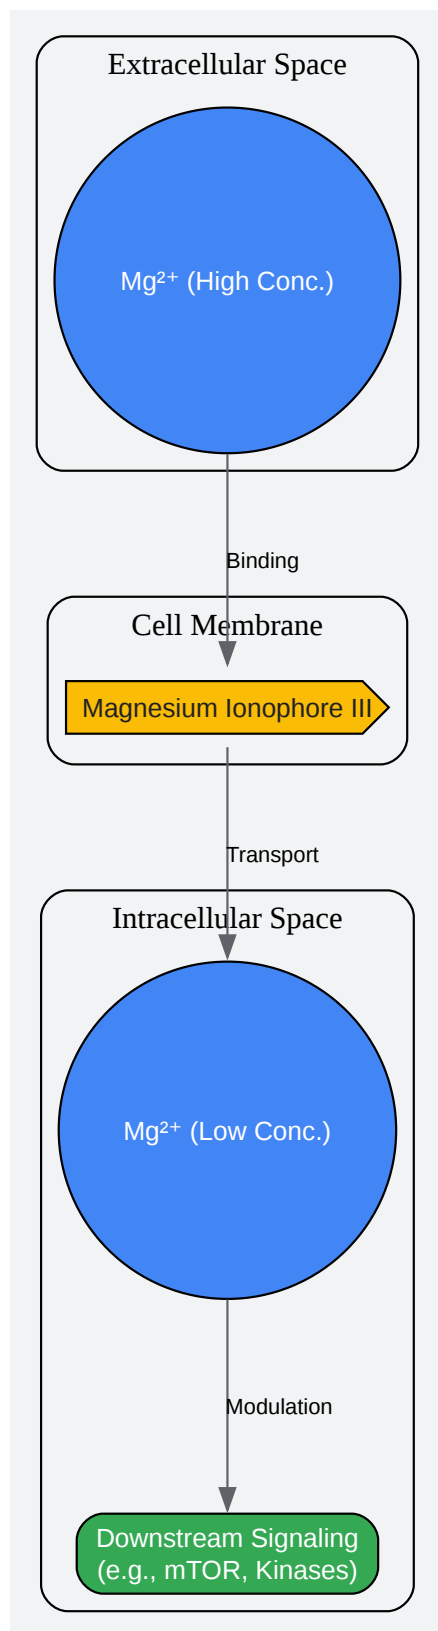 Extracellular Space
Mg²⁺ (High Conc.)
Binding
Cell Membrane
Magnesium Ionophore III
Transport
Intracellular Space
Mg²⁺ (Low Conc.)
Modulation
Downstream Signaling
(e.g., mTOR, Kinases)